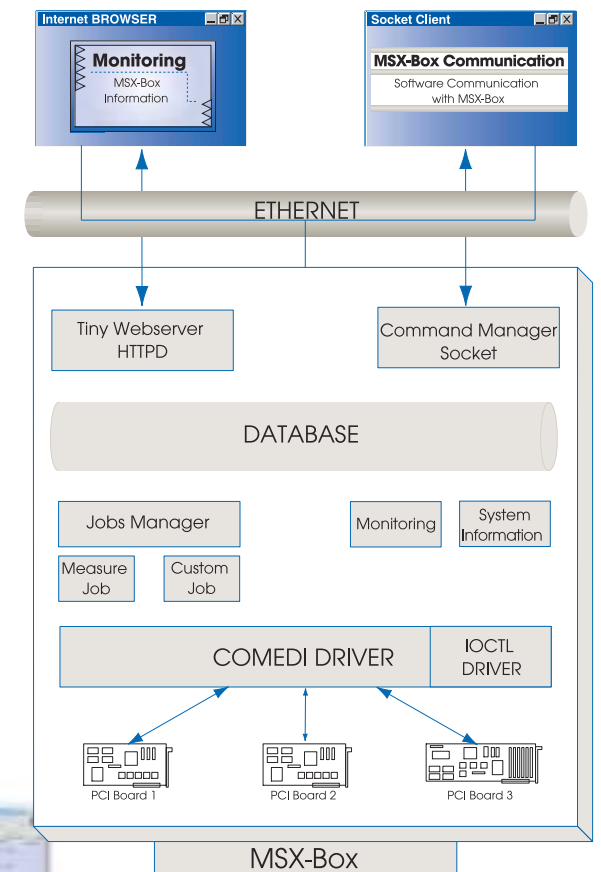 Internet BROWSER
Monitoring
MSX-Box
Information
Socket Client
MSX-Box Communication
Software Communication
with MSX-Box
ETHERNET
Tiny Webserver
HTTPD
Command Manager
Socket
DATABASE
Jobs Manager
Monitoring
System
Information
Measure
Job
Custom
Job
COMEDI DRIVER
IOCTL
DRIVER
PCI Board 1
PCI Board 2
PCI Board 3
MSX-Box